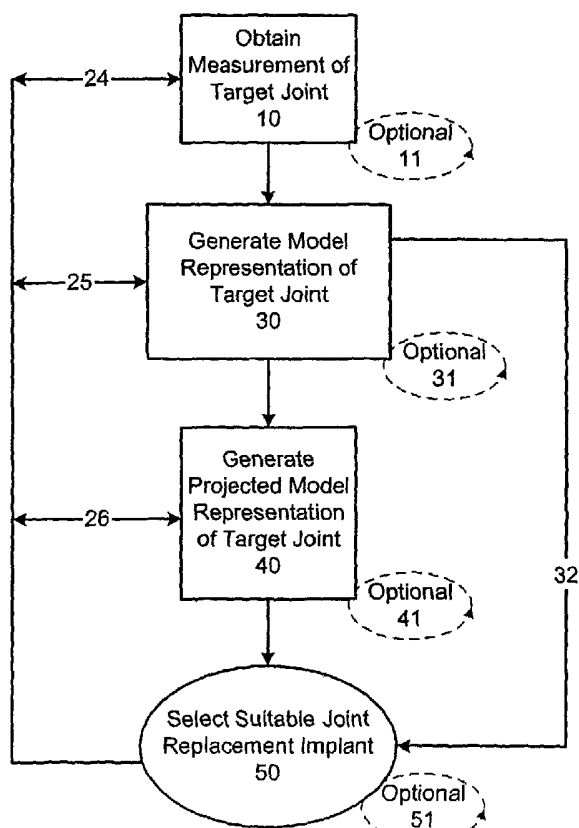 Obtain
Measurement of
Target Joint
10
24
Optional
11
Generate Model
Representation of
Target Joint
30
25
Optional
31
Generate
Projected Model
Representation
of Target Joint
40
26
32
Optional
41
Select Suitable Joint
Replacement Implant
50
Optional
51